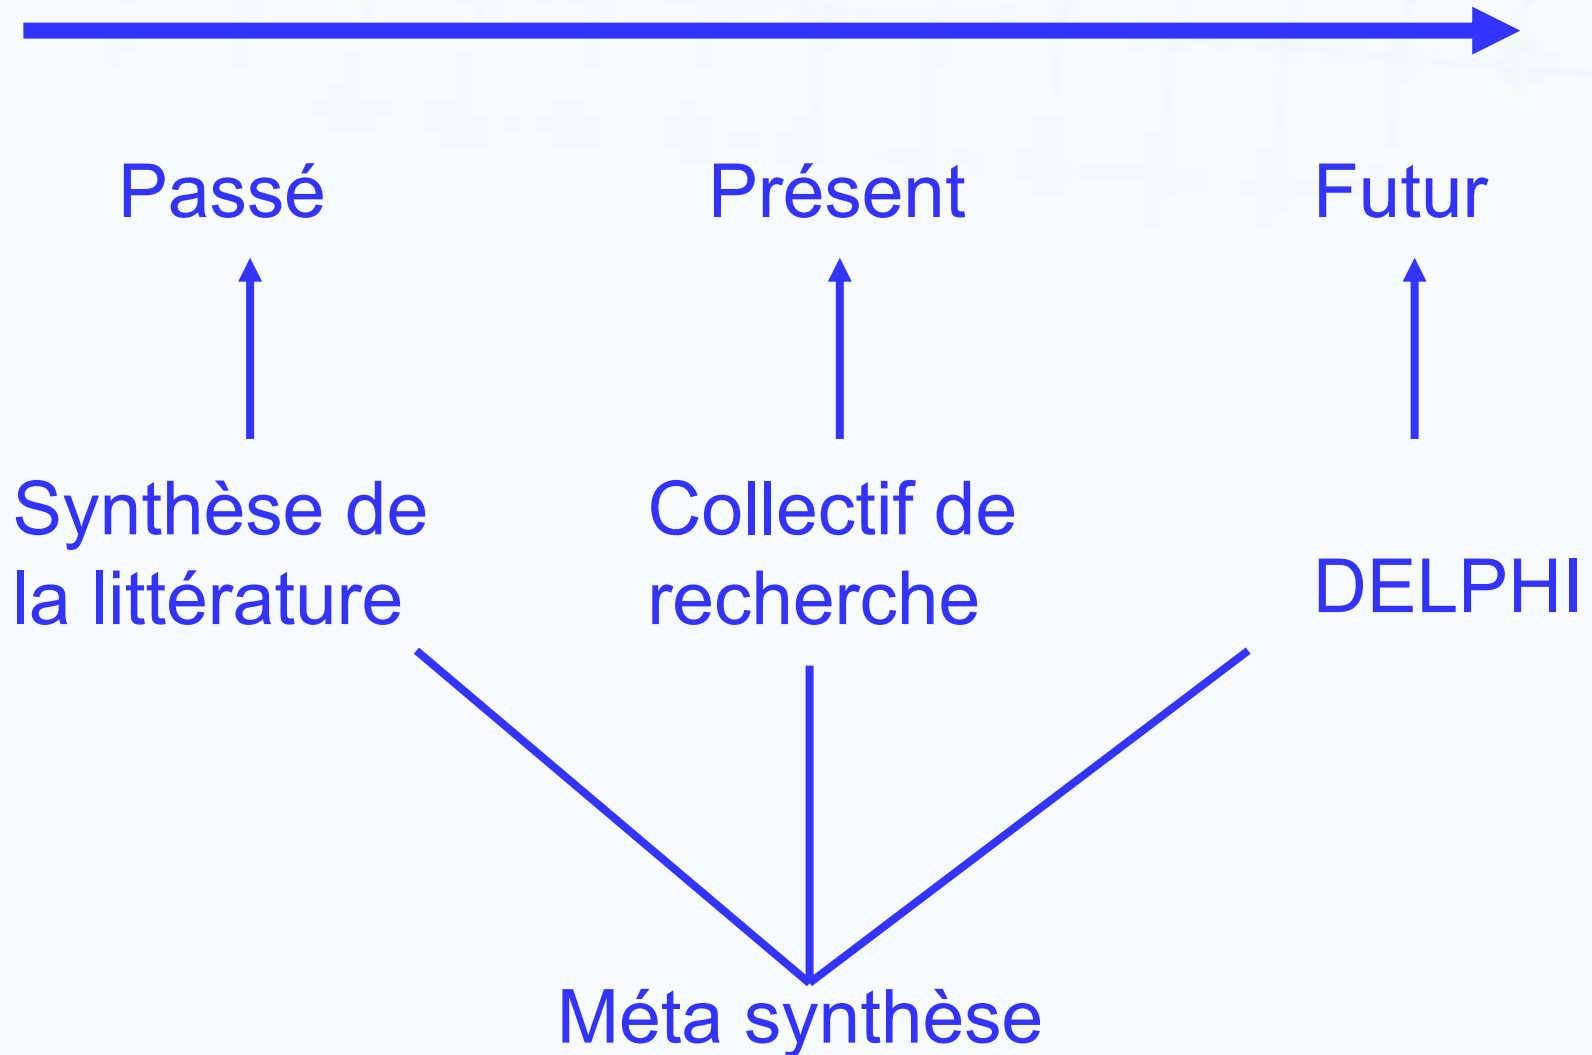 Passé
Présent
Futur
Synthèse de
la littérature
Collectif de
recherche
DELPHI
Méta synthèse